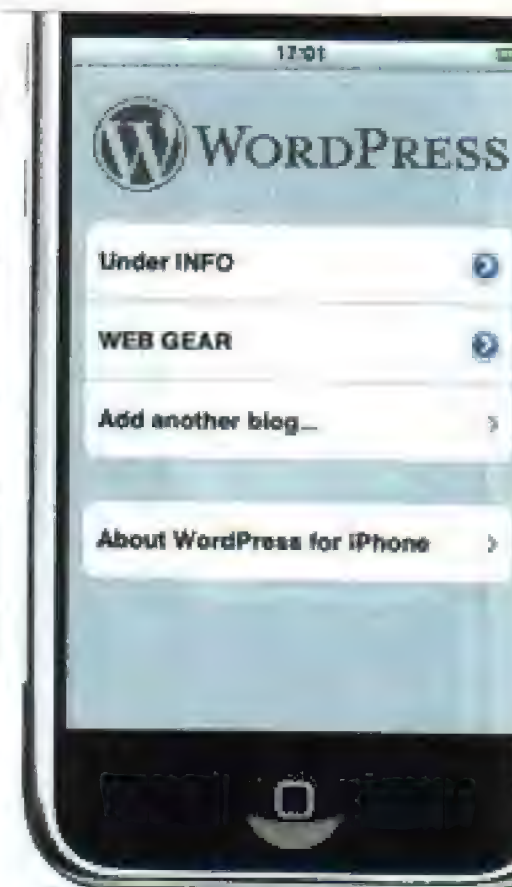 17:01
WORDPRESS
Under INFO
WEB GEAR
Add another blog...
About WordPress for iPhone